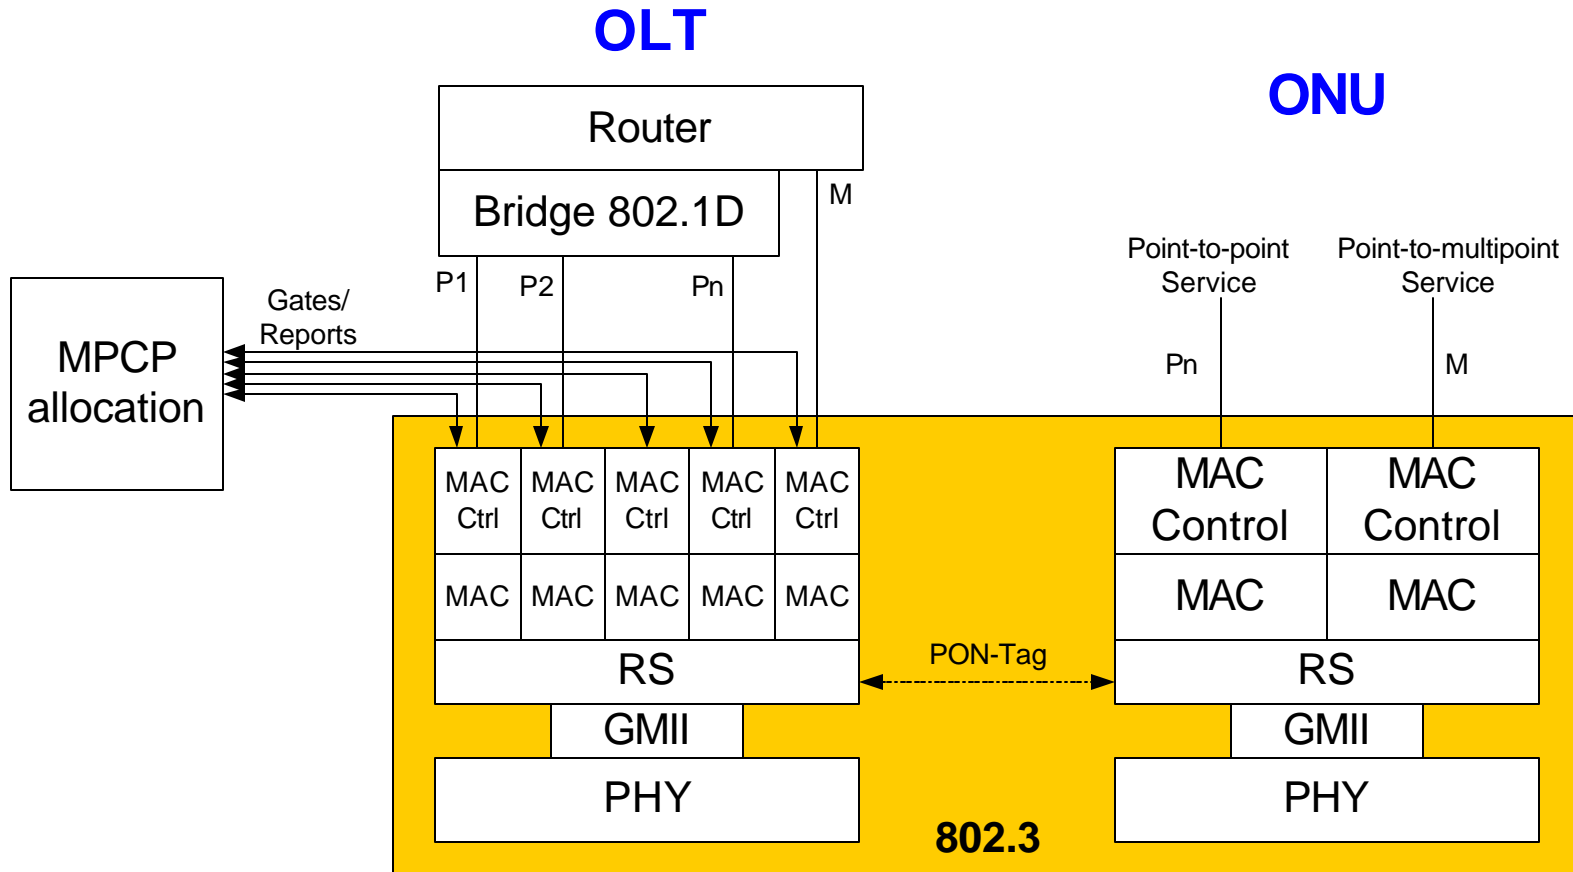 OLT
ONU
Router
Bridge 802.1D
M
Point-to-point
Service
Point-to-multipoint
Service
P1
P2
Pn
Gates/
Reports
MPCP
allocation
Pn
M
MAC
Ctrl
MAC
Ctrl
MAC
Ctrl
MAC
Ctrl
MAC
Ctrl
MAC
Control
MAC
Control
MAC
MAC
MAC
MAC
MAC
MAC
MAC
RS
PON-Tag
RS
GMII
GMII
PHY
PHY
802.3